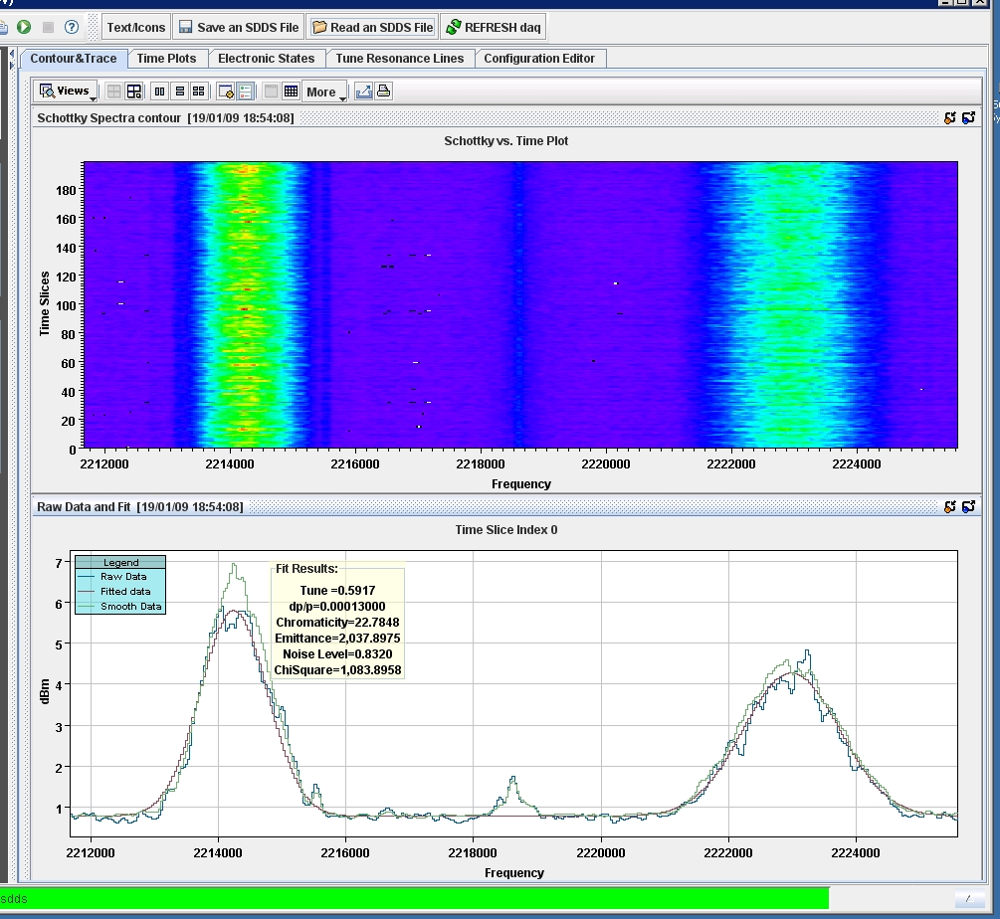 Text/Icons Save an SDDS File Read an SDDS File REFRESH daq
Contour&Trace Time Plots Electronic States Tune Resonance Lines Configuration Editor
Views More
Schottky Spectra contour [19/01/09 18:54:08]
Schottky vs. Time Plot
Time Slices
180
160
140
120
100
80
60
40
20
0
2212000 2214000 2216000 2218000 2220000 2222000 2224000
Frequency
Raw Data and Fit [19/01/09 18:54:08]
Time Slice Index 0
dBm
7
6
5
4
3
2
1
Legend
Raw Data
Fitted data
Smooth Data
Fit Results:
Tune =0.5917
dp/p=0.00013000
Chromaticity=22.7848
Emittance=2,037.8975
Noise Level=0.8320
ChiSquare=1,083.8958
2212000 2214000 2216000 2218000 2220000 2222000 2224000
Frequency
sdds